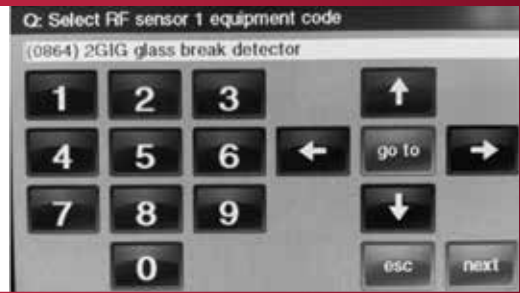 Q: Select RF sensor 1 equipment code
(0864) 2GIG glass break detector
1 2 3
4 5 6 go to
7 8 9
0 esc next